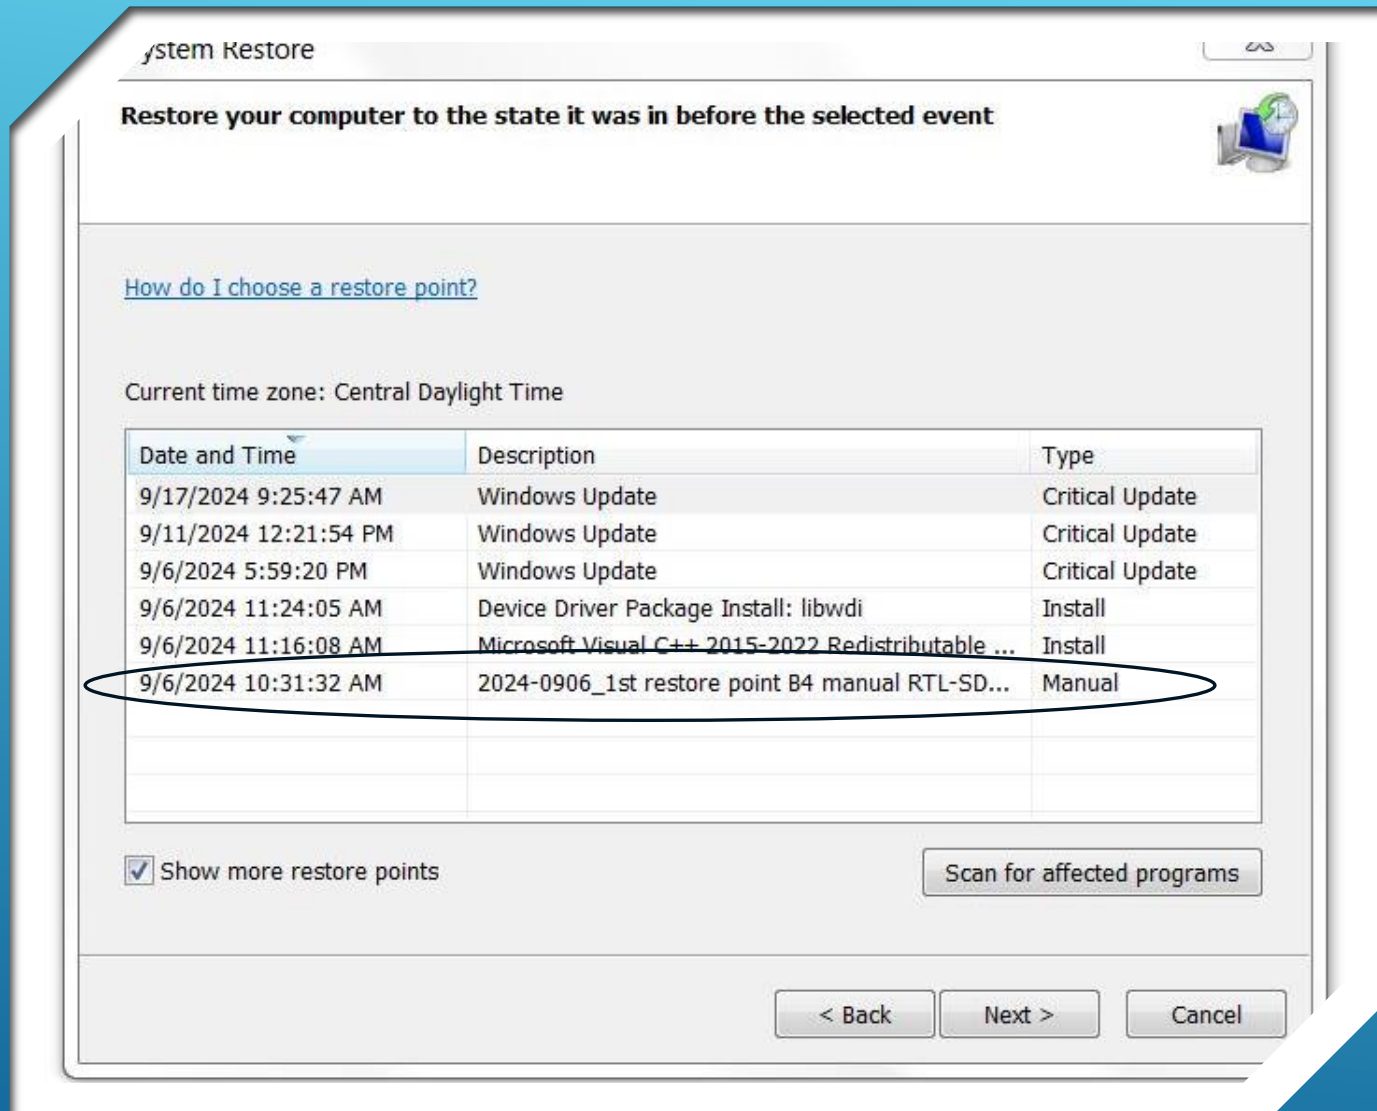 ystem Restore
Restore your computer to the state it was in before the selected event
How do I choose a restore point?
Current time zone: Central Daylight Time
Date and Time Description Type
9/17/2024 9:25:47 AM Windows Update Critical Update
9/11/2024 12:21:54 PM Windows Update Critical Update
9/6/2024 5:59:20 PM Windows Update Critical Update
9/6/2024 11:24:05 AM Device Driver Package Install: libwdi Install
9/6/2024 11:16:08 AM Microsoft Visual C++ 2015-2022 Redistributable ... Install
9/6/2024 10:31:32 AM 2024-0906_1st restore point B4 manual RTL-SD... Manual
Show more restore points
Scan for affected programs
< Back Next > Cancel